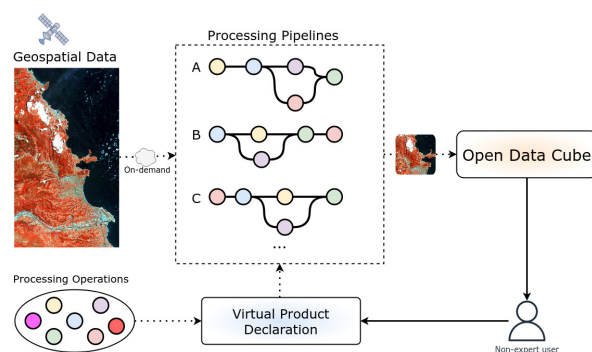 Processing Pipelines
Geospatial Data
A
B
C
...
On-demand
Open Data Cube
Processing Operations
Virtual Product
Declaration
Non-expert user